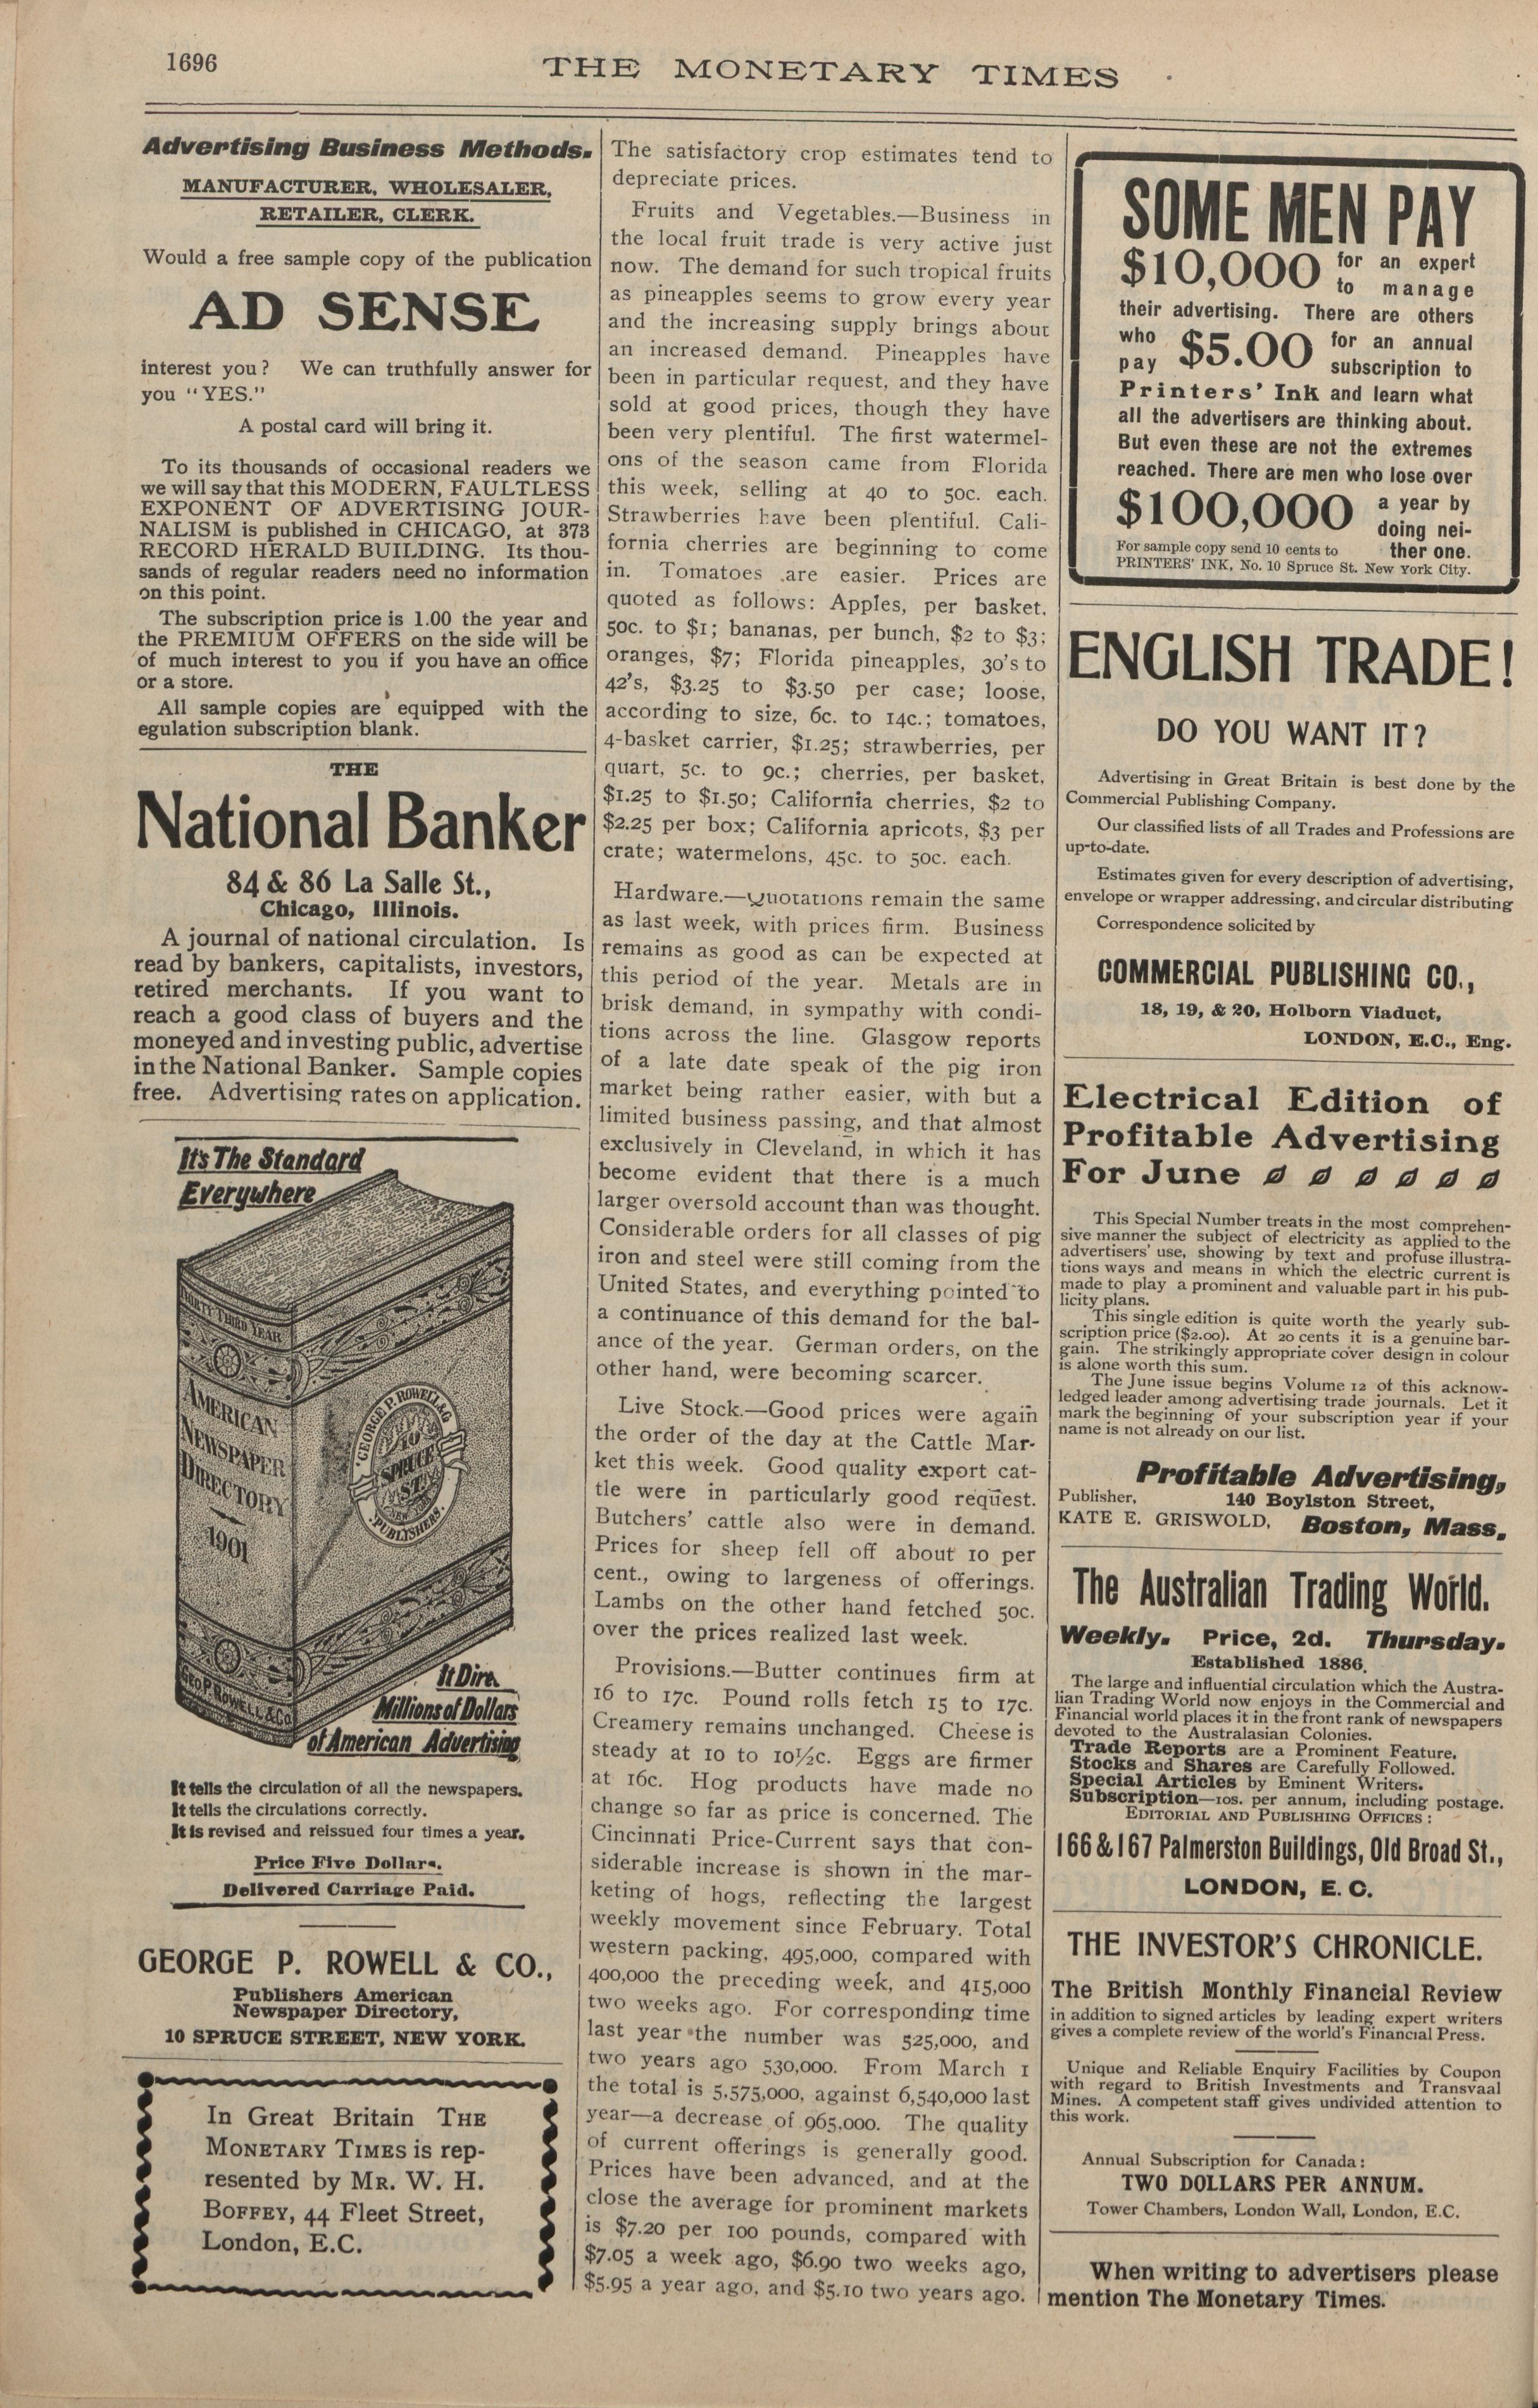 1696
THE MONETARY TIMES
Advertising Business Methods.
MANUFACTURER, WHOLESALER,
RETAILER, CLERK.
Would a free sample copy of the publication
AD SENSE
interest you? We can truthfully answer for
you "YES."
A postal card will bring it.
To its thousands of occasional readers we
we will say that this MODERN, FAULTLESS
EXPONENT OF ADVERTISING JOUR-
NALISM is published in CHICAGO, at 373
RECORD HERALD BUILDING. Its thou-
sands of regular readers need no information
on this point.
The subscription price is 1.00 the year and
the PREMIUM OFFERS on the side will be
of much interest to you if you have an office
or a store.
All sample copies are equipped with the
egulation subscription blank.
THE
National Banker
84 & 86 La Salle St.,
Chicago, Illinois.
A journal of national circulation. Is
read by bankers, capitalists, investors,
retired merchants. If you want to
reach a good class of buyers and the
moneyed and investing public, advertise
in the National Banker. Sample copies
free. Advertising rates on application.
It's The Standard
Everywhere
THIRTY THIRD YEAR
AMERICAN
NEWSPAPER
DIRECTORY
1901
GEORGE P. ROWELL & CO
10
SPRUCE
ST.
NEW YORK
PUBLISHERS.
GEO. P. ROWELL & Co.
It Dire
Millions of Dollars
of American Advertising
It tells the circulation of all the newspapers.
It tells the circulations correctly.
It is revised and reissued four times a year.
Price Five Dollars.
Delivered Carriage Paid.
GEORGE P. ROWELL & CO.,
Publishers American
Newspaper Directory,
10 SPRUCE STREET, NEW YORK.
In Great Britain THE
MONETARY TIMES is rep-
resented by MR. W. H.
BOFFEY, 44 Fleet Street,
London, E.C.
The satisfactory crop estimates tend to
depreciate prices.
Fruits and Vegetables.—Business in
the local fruit trade is very active just
now. The demand for such tropical fruits
as pineapples seems to grow every year
and the increasing supply brings about
an increased demand. Pineapples have
been in particular request, and they have
sold at good prices, though they have
been very plentiful. The first watermel-
ons of the season came from Florida
this week, selling at 40 to 50c. each.
Strawberries have been plentiful. Cali-
fornia cherries are beginning to come
in. Tomatoes are easier. Prices are
quoted as follows: Apples, per basket,
50c. to $1; bananas, per bunch, $2 to $3;
oranges, $7; Florida pineapples, 30's to
42's, $3.25 to $3.50 per case; loose,
according to size, 6c. to 14c.; tomatoes,
4-basket carrier, $1.25; strawberries, per
quart, 5c. to 9c.; cherries, per basket,
$1.25 to $1.50; California cherries, $2 to
$2.25 per box; California apricots, $3 per
crate; watermelons, 45c. to 50c. each.
Hardware.—Quotations remain the same
as last week, with prices firm. Business
remains as good as can be expected at
this period of the year. Metals are in
brisk demand, in sympathy with condi-
tions across the line. Glasgow reports
of a late date speak of the pig iron
market being rather easier, with but a
limited business passing, and that almost
exclusively in Cleveland, in which it has
become evident that there is a much
larger oversold account than was thought.
Considerable orders for all classes of pig
iron and steel were still coming from the
United States, and everything pointed to
a continuance of this demand for the bal-
ance of the year. German orders, on the
other hand, were becoming scarcer.
Live Stock.—Good prices were again
the order of the day at the Cattle Mar-
ket this week. Good quality export cat-
tle were in particularly good request.
Butchers' cattle also were in demand.
Prices for sheep fell off about 10 per
cent., owing to largeness of offerings.
Lambs on the other hand fetched 50c.
over the prices realized last week.
Provisions.—Butter continues firm at
16 to 17c. Pound rolls fetch 15 to 17c.
Creamery remains unchanged. Cheese is
steady at 10 to 10½c. Eggs are firmer
at 16c. Hog products have made no
change so far as price is concerned. The
Cincinnati Price-Current says that con-
siderable increase is shown in the mar-
keting of hogs, reflecting the largest
weekly movement since February. Total
western packing, 495,000, compared with
400,000 the preceding week, and 415,000
two weeks ago. For corresponding time
last year the number was 525,000, and
two years ago 530,000. From March 1
the total is 5,575,000, against 6,540,000 last
year—a decrease of 965,000. The quality
of current offerings is generally good.
Prices have been advanced, and at the
close the average for prominent markets
is $7.20 per 100 pounds, compared with
$7.05 a week ago, $6.90 two weeks ago,
$5.95 a year ago, and $5.10 two years ago.
SOME MEN PAY
$10,000 for an expert
to manage
their advertising. There are others
who pay $5.00 for an annual
subscription to
Printers' Ink and learn what
all the advertisers are thinking about.
But even these are not the extremes
reached. There are men who lose over
$100,000 a year by
doing nei-
ther one.
For sample copy send 10 cents to
PRINTERS' INK, No. 10 Spruce St. New York City.
ENGLISH TRADE!
DO YOU WANT IT?
Advertising in Great Britain is best done by the
Commercial Publishing Company.
Our classified lists of all Trades and Professions are
up-to-date.
Estimates given for every description of advertising,
envelope or wrapper addressing, and circular distributing
Correspondence solicited by
COMMERCIAL PUBLISHING CO.,
18, 19, & 20, Holborn Viaduct,
LONDON, E.C., Eng.
Electrical Edition of
Profitable Advertising
For June
This Special Number treats in the most comprehen-
sive manner the subject of electricity as applied to the
advertisers' use, showing by text and profuse illustra-
tions ways and means in which the electric current is
made to play a prominent and valuable part in his pub-
licity plans.
This single edition is quite worth the yearly sub-
scription price ($2.00). At 20 cents it is a genuine bar-
gain. The strikingly appropriate cover design in colour
is alone worth this sum.
The June issue begins Volume 12 of this acknow-
ledged leader among advertising trade journals. Let it
mark the beginning of your subscription year if your
name is not already on our list.
Profitable Advertising,
Publisher, 140 Boylston Street,
KATE E. GRISWOLD, Boston, Mass.
The Australian Trading World.
Weekly. Price, 2d. Thursday.
Established 1886.
The large and influential circulation which the Austra-
lian Trading World now enjoys in the Commercial and
Financial world places it in the front rank of newspapers
devoted to the Australasian Colonies.
Trade Reports are a Prominent Feature.
Stocks and Shares are Carefully Followed.
Special Articles by Eminent Writers.
Subscription—10s. per annum, including postage.
EDITORIAL AND PUBLISHING OFFICES:
166 & 167 Palmerston Buildings, Old Broad St.,
LONDON, E. C.
THE INVESTOR'S CHRONICLE.
The British Monthly Financial Review
in addition to signed articles by leading expert writers
gives a complete review of the world's Financial Press.
Unique and Reliable Enquiry Facilities by Coupon
with regard to British Investments and Transvaal
Mines. A competent staff gives undivided attention to
this work.
Annual Subscription for Canada:
TWO DOLLARS PER ANNUM.
Tower Chambers, London Wall, London, E.C.
When writing to advertisers please
mention The Monetary Times.